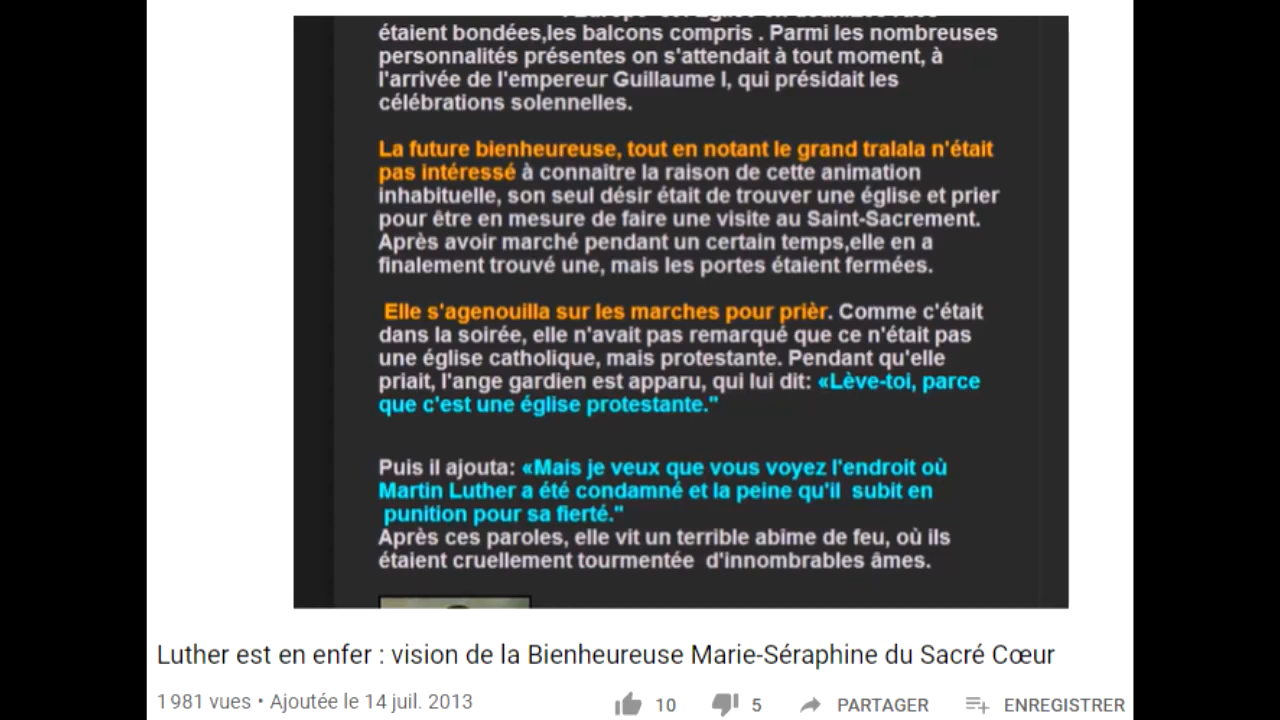 étaient bondées,les balcons compris . Parmi les nombreuses
personnalités présentes on s'attendait à tout moment, à
l'arrivée de l'empereur Guillaume I, qui présidait les
célébrations solennelles.
La future bienheureuse, tout en notant le grand tralala n'était
pas intéressé à connaître la raison de cette animation
inhabituelle, son seul désir était de trouver une église et prier
pour être en mesure de faire une visite au Saint-Sacrement.
Après avoir marché pendant un certain temps,elle en a
finalement trouvé une, mais les portes étaient fermées.
Elle s'agenouilla sur les marches pour prièr. Comme c'était
dans la soirée, elle n'avait pas remarqué que ce n'était pas
une église catholique, mais protestante. Pendant qu'elle
priait, l'ange gardien est apparu, qui lui dit: «Lève-toi, parce
que c'est une église protestante."
Puis il ajouta: «Mais je veux que vous voyez l'endroit où
Martin Luther a été condamné et la peine qu'il  subit en
punition pour sa fierté."
Après ces paroles, elle vit un terrible abîme de feu, où ils
étaient cruellement tourmentée  d'innombrables âmes.
Luther est en enfer : vision de la Bienheureuse Marie-Séraphine du Sacré Cœur
1 981 vues • Ajoutée le 14 juil. 2013
10
5
PARTAGER
ENREGISTRER